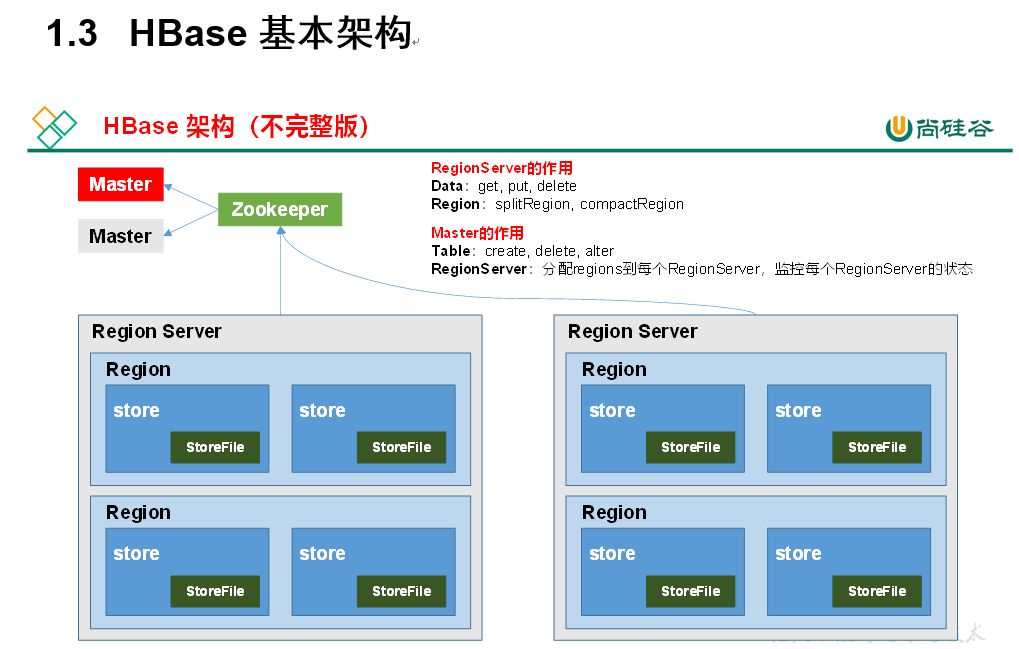 1.3 HBase 基本架构
HBase 架构（不完整版）
尚硅谷
Master
Master
Zookeeper
RegionServer的作用
Data：get, put, delete
Region：splitRegion, compactRegion
Master的作用
Table：create, delete, alter
RegionServer：分配regions到每个RegionServer，监控每个RegionServer的状态
Region Server
Region
store
StoreFile
store
StoreFile
Region
store
StoreFile
store
StoreFile
Region Server
Region
store
StoreFile
store
StoreFile
Region
store
StoreFile
store
StoreFile